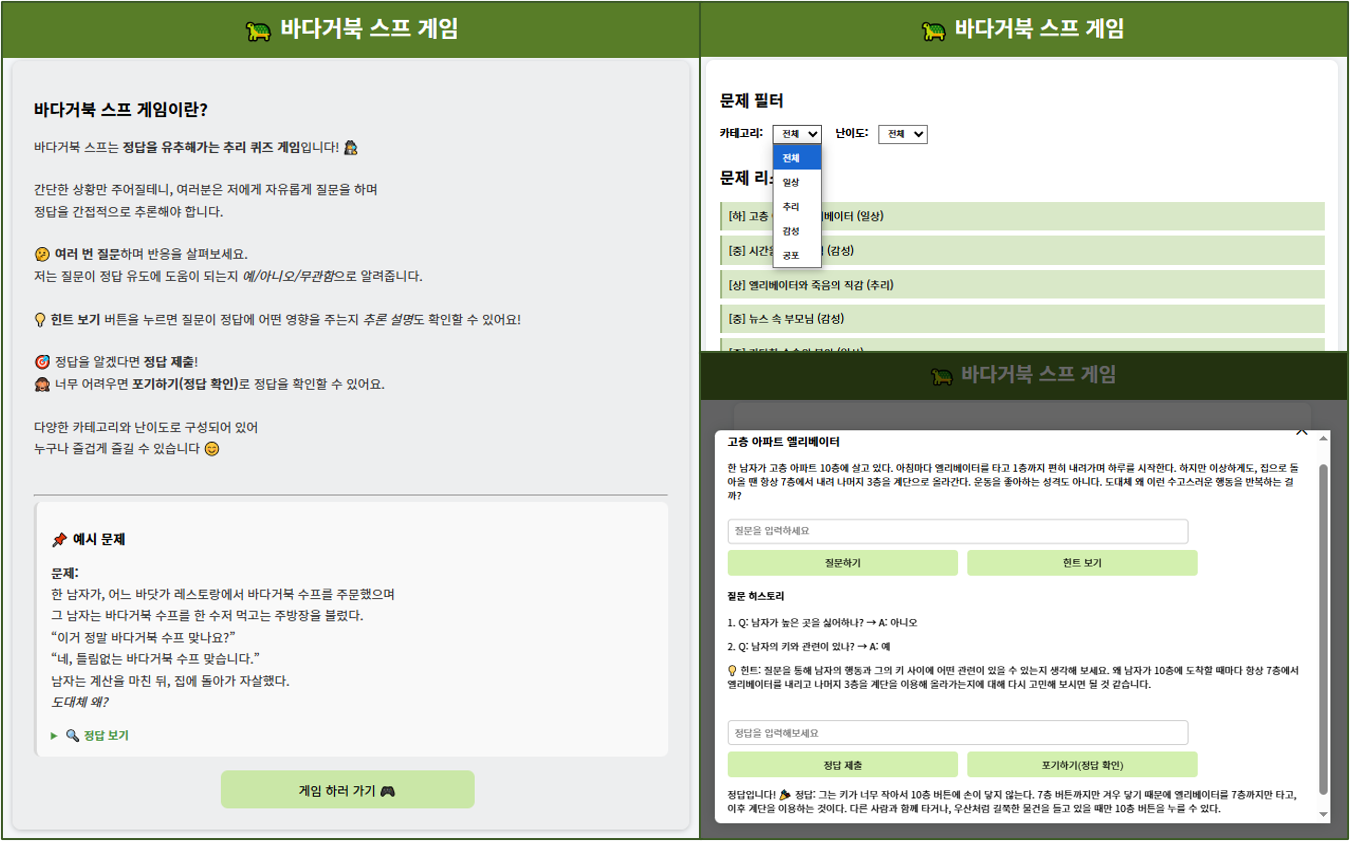 바다거북 스프 게임
바다거북 스프 게임이란?
바다거북 스프는 정답을 유추해가는 추리 퀴즈 게임입니다! 🕵️
간단한 상황만 주어질테니, 여러분은 저에게 자유롭게 질문을 하며
정답을 간접적으로 추론해야 합니다.
🤔 여러 번 질문하며 반응을 살펴보세요.
저는 질문이 정답 유도에 도움이 되는지 예/아니오/무관함으로 알려줍니다.
💡 힌트 보기 버튼을 누르면 질문이 정답에 어떤 영향을 주는지 추론 설명도 확인할 수 있어요!
🎯 정답을 알겠다면 정답 제출!
🙈 너무 어려우면 포기하기(정답 확인)로 정답을 확인할 수 있어요.
다양한 카테고리와 난이도로 구성되어 있어
누구나 즐겁게 즐길 수 있습니다 😊
📌 예시 문제
문제:
한 남자가, 어느 바닷가 레스토랑에서 바다거북 수프를 주문했으며
그 남자는 바다거북 수프를 한 수저 먹고는 주방장을 불렀다.
“이거 정말 바다거북 수프 맞나요?”
“네, 틀림없는 바다거북 수프 맞습니다.”
남자는 계산을 마친 뒤, 집에 돌아가 자살했다.
도대체 왜?
▶ 🔍 정답 보기
게임 하러 가기 🎮
바다거북 스프 게임
문제 필터
카테고리: 전체 난이도: 전체
전체
일상
추리
감성
공포
문제 리
[하] 고층 베이터 (일상)
[중] 시간을 (감성)
[상] 앨리베이터와 죽음의 직감 (추리)
[중] 뉴스 속 부모님 (감성)
바다거북 스프 게임
고층 아파트 엘리베이터
한 남자가 고층 아파트 10층에 살고 있다. 아침마다 엘리베이터를 타고 1층까지 편히 내려가며 하루를 시작한다. 하지만 이상하게도, 집으로 돌
아올 땐 항상 7층에서 내려 나머지 3층을 계단으로 올라간다. 운동을 좋아하는 성격도 아니다. 도대체 왜 이런 수고스러운 행동을 반복하는 걸
까?
질문을 입력하세요
질문하기 힌트 보기
질문 히스토리
1. Q: 남자가 높은 곳을 싫어하나? → A: 아니오
2. Q: 남자의 키와 관련이 있나? → A: 예
💡 힌트: 질문을 통해 남자의 행동과 그의 키 사이에 어떤 관련이 있을 수 있는지 생각해 보세요. 왜 남자가 10층에 도착할 때마다 항상 7층에서
엘리베이터를 내리고 나머지 3층을 계단을 이용해 올라가는지에 대해 다시 고민해 보시면 될 것 같습니다.
정답을 입력해보세요
정답 제출 포기하기(정답 확인)
정답입니다! 🎉 정답: 그는 키가 너무 작아서 10층 버튼에 손이 닿지 않는다. 7층 버튼까지만 겨우 닿기 때문에 엘리베이터를 7층까지만 타고,
이후 계단을 이용하는 것이다. 다른 사람과 함께 타거나, 우산처럼 길쭉한 물건을 들고 있을 때만 10층 버튼을 누를 수 있다.